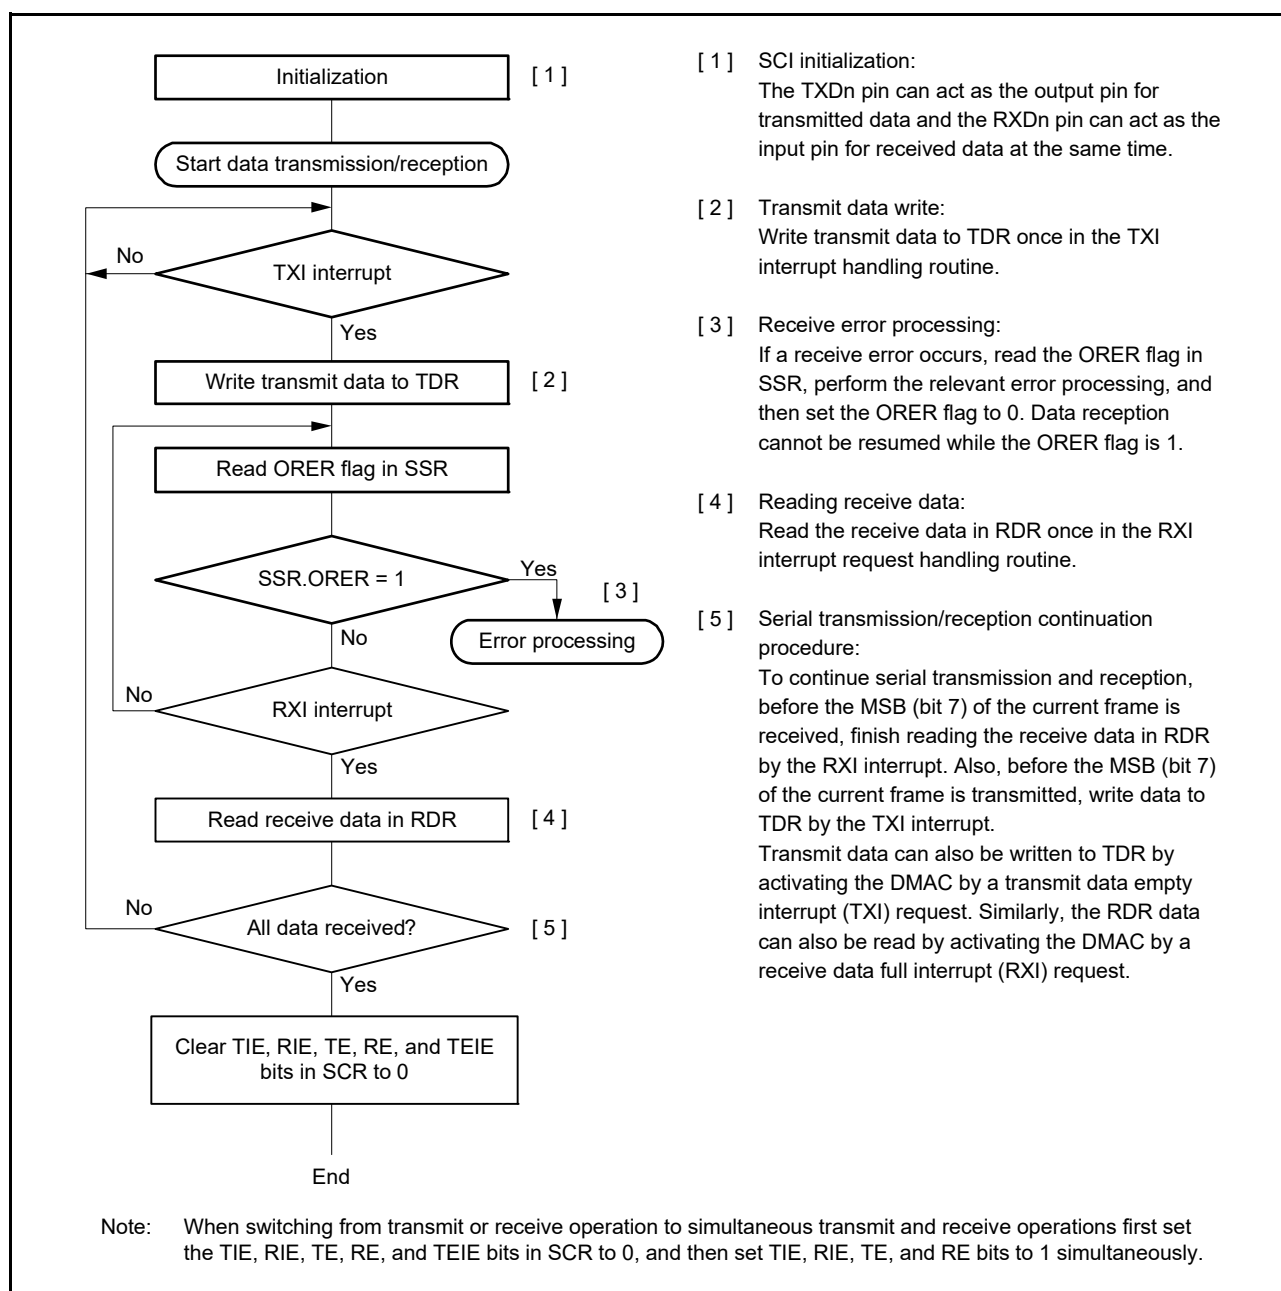 Initialization
[ 1 ]
Start data transmission/reception
No
TXI interrupt
Yes
Write transmit data to TDR
[ 2 ]
Read ORER flag in SSR
SSR.ORER = 1
Yes
[ 3 ]
Error processing
No
No
RXI interrupt
Yes
Read receive data in RDR
[ 4 ]
No
All data received?
[ 5 ]
Yes
Clear TIE, RIE, TE, RE, and TEIE
bits in SCR to 0
End
[ 1 ] SCI initialization:
The TXDn pin can act as the output pin for
transmitted data and the RXDn pin can act as the
input pin for received data at the same time.
[ 2 ] Transmit data write:
Write transmit data to TDR once in the TXI
interrupt handling routine.
[ 3 ] Receive error processing:
If a receive error occurs, read the ORER flag in
SSR, perform the relevant error processing, and
then set the ORER flag to 0. Data reception
cannot be resumed while the ORER flag is 1.
[ 4 ] Reading receive data:
Read the receive data in RDR once in the RXI
interrupt request handling routine.
[ 5 ] Serial transmission/reception continuation
procedure:
To continue serial transmission and reception,
before the MSB (bit 7) of the current frame is
received, finish reading the receive data in RDR
by the RXI interrupt. Also, before the MSB (bit 7)
of the current frame is transmitted, write data to
TDR by the TXI interrupt.
Transmit data can also be written to TDR by
activating the DMAC by a transmit data empty
interrupt (TXI) request. Similarly, the RDR data
can also be read by activating the DMAC by a
receive data full interrupt (RXI) request.
Note: When switching from transmit or receive operation to simultaneous transmit and receive operations first set
the TIE, RIE, TE, RE, and TEIE bits in SCR to 0, and then set TIE, RIE, TE, and RE bits to 1 simultaneously.